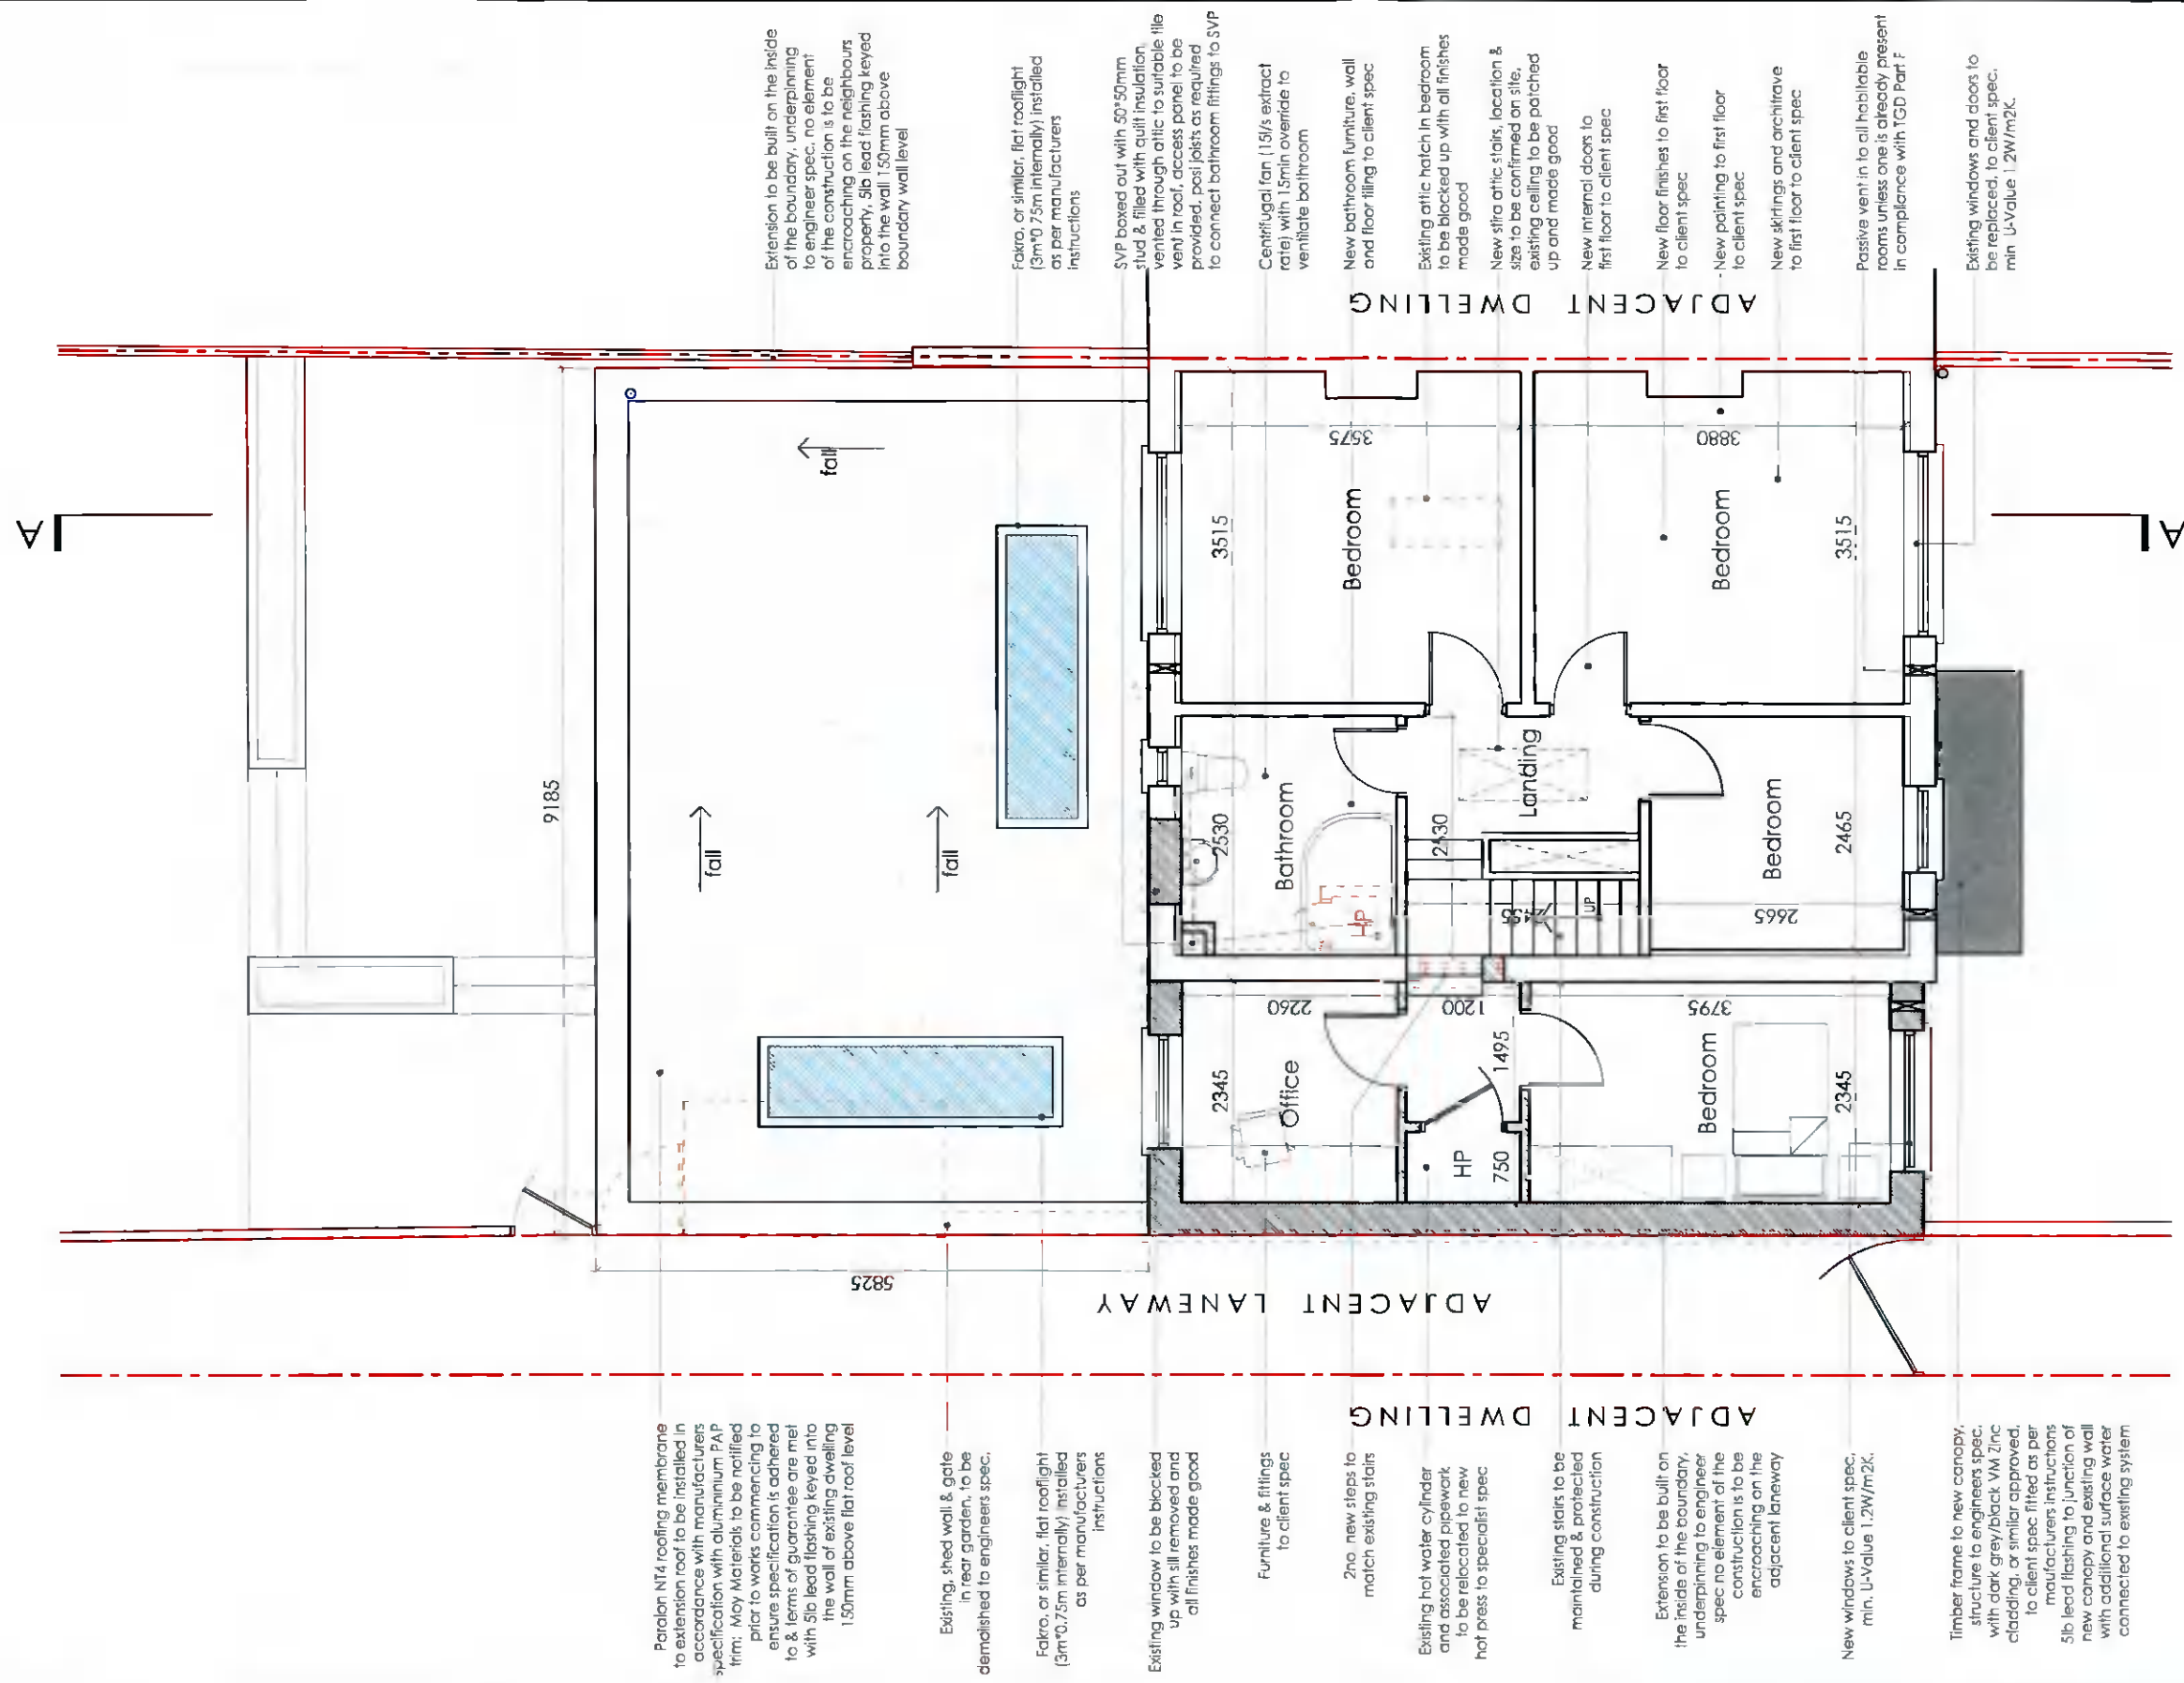 Paralon NT4 roofing membrane
to extension roof to be installed in
accordance with manufacturers
specification with alumininium PAP
trim; Moy Materials to be notified
prior to works commencing to
ensure specification is adhered
to & terms of guarantee are met
with 5lb lead flashing keyed into
the wall of existing dwelling
150mm above flat roof level
Existing, shed wall & gate
in rear garden, to be
demolished to engineers spec.
Fakro, or similar, flat rooflight
(3m*0.75m internally) installed
as per manufacturers
instructions
Existing window to be blocked
up with sill removed and
all finishes made good
Furniture & fittings
to client spec
2no new steps to
match existing stairs
Existing hot water cylinder
and associated pipework
to be relocated to new
hot press to specialist spec
Existing stairs to be
maintained & protected
during construction
Extension to be built on
the inside of the boundary,
underpinning to engineer
spec no element of the
construction is to be
encroaching on the
adjacent laneway
New windows to client spec,
min. U-Value 1.2W/m2K.
Timber frame to new canopy,
structure to engineers spec,
with dark grey/black VM Zinc
cladding, or similar approved,
to client spec fitted as per
maufacturers instructions
5lb lead flashing to junction of
new canopy and existing wall
with additional surface water
connected to existing system
ADJACENT DWELLING
ADJACENT LANEWAY
5825
9185
fall
fall
fall
A
A
2345
Office
2260
HP
750
1200
1495
Bedroom
3795
2345
2530
Bathroom
HP
2530
Landing
UP
Bedroom
2665
2465
3515
Bedroom
3575
Bedroom
3880
3515
ADJACENT DWELLING
Extension to be built on the inside
of the boundary, underpinning
to engineer spec, no element
of the construction is to be
encroaching on the neighbours
property, 5lb lead flashing keyed
into the wall 150mm above
boundary wall level
Fakro, or similar, flat rooflight
(3m*0.75m internally) installed
as per manufacturers
instructions
SVP boxed out with 50*50mm
stud & filled with quilt insulation,
vented through attic to suitable tile
vent in roof, access panel to be
provided, posi joists as required
to connect bathroom fittings to SVP
Centrifugal fan (15l/s extract
rate) with 15min override to
ventilate bathroom
New bathroom furniture, wall
and floor tiling to client spec
Existing attic hatch in bedroom
to be blocked up with all finishes
made good
New stira attic stairs, location &
size to be confirmed on site,
existing ceiling to be patched
up and made good
New internal doors to
first floor to client spec
New floor finishes to first floor
to client spec
New painting to first floor
to client spec
New skirtings and architrave
to first floor to client spec
Passive vent in to all habitable
rooms unless one is already present
in compliance with TGD Part F
Existing windows and doors to
be replaced, to client spec,
min U-Value 1.2W/m2K.